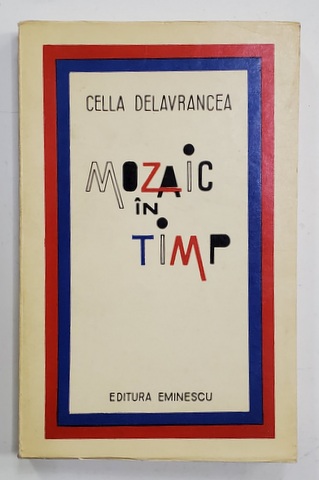 CELLA DELAVRANCEA
MOZAIC
ÎN
TIMP
EDITURA EMINESCU